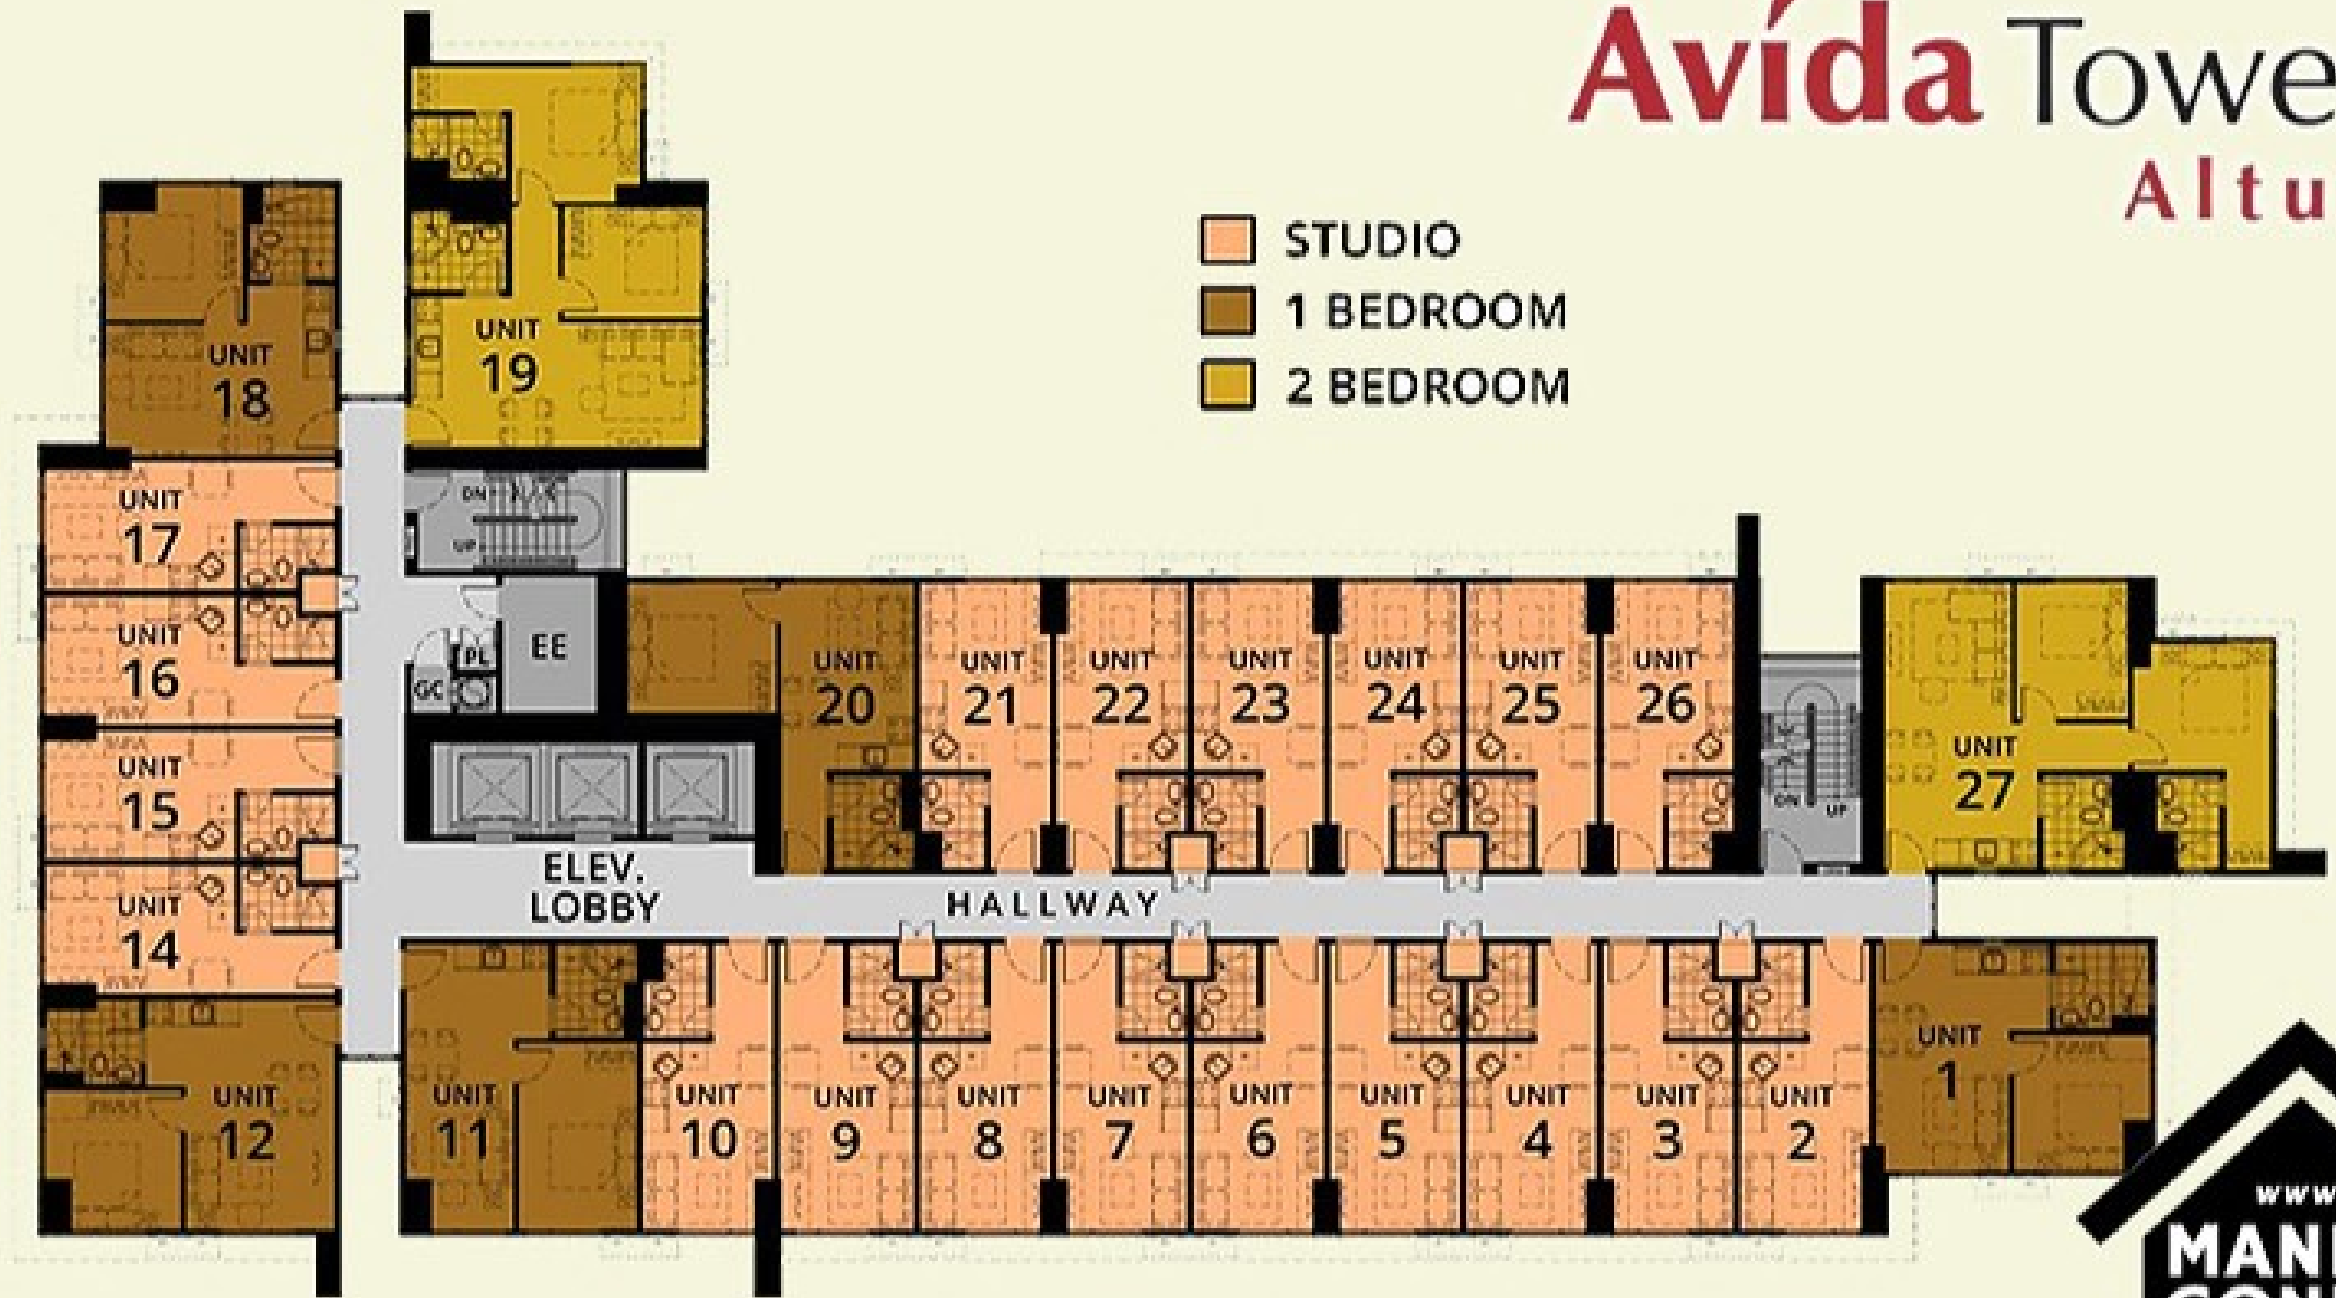 Avída Towe
Altu
STUDIO
1 BEDROOM
2 BEDROOM
UNIT
18
UNIT
19
UNIT
17
DN
UP
UNIT
16
EE
PL
GC
UNIT
15
UNIT
14
UNIT
20
UNIT
21
UNIT
22
UNIT
23
UNIT
24
UNIT
25
UNIT
26
DN
UP
UNIT
27
ELEV.
LOBBY
HALLWAY
UNIT
12
UNIT
11
UNIT
10
UNIT
9
UNIT
8
UNIT
7
UNIT
6
UNIT
5
UNIT
4
UNIT
3
UNIT
2
UNIT
1
www
MAN